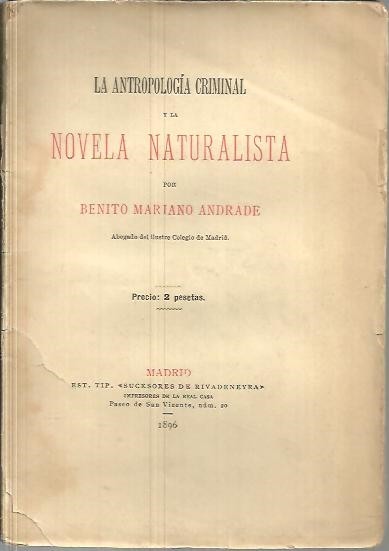 LA ANTROPOLOGÍA CRIMINAL
Y LA
NOVELA NATURALISTA
POR
BENITO MARIANO ANDRADE
Abogado del ilustre Colegio de Madrid.
Precio: 2 pesetas.
MADRID
EST. TIP. «SUCESORES DE RIVADENEYRA»
IMPRESORES DE LA REAL CASA
Paseo de San Vicente, núm. 20
1896